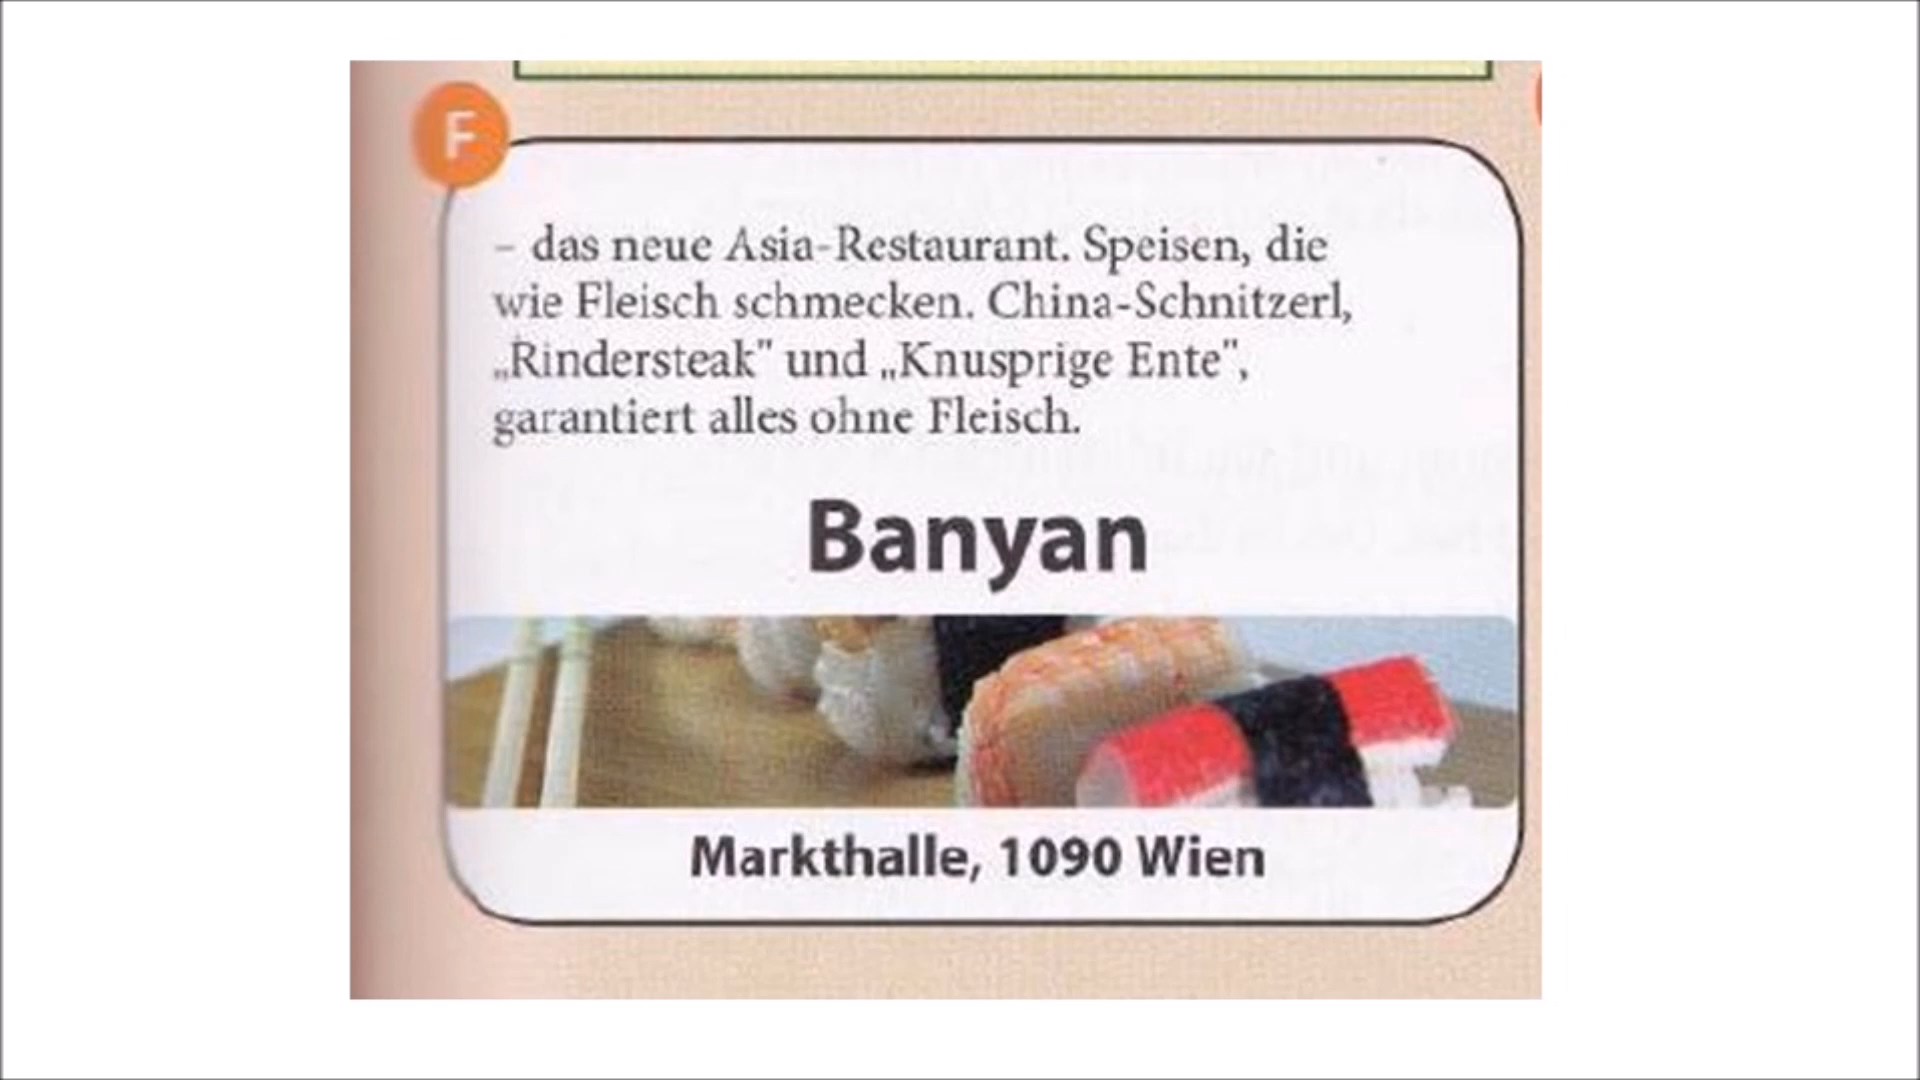 F
– das neue Asia-Restaurant. Speisen, die
wie Fleisch schmecken. China-Schnitzerl,
„Rindersteak" und „Knusprige Ente",
garantiert alles ohne Fleisch.
Banyan
Markthalle, 1090 Wien